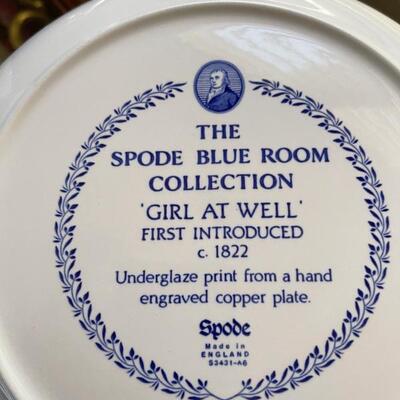 THE
SPODE BLUE ROOM
COLLECTION
'GIRL AT WELL'
FIRST INTRODUCED
c. 1822
Underglaze print from a hand
engraved copper plate.
Spode
Made in
ENGLAND
S3431-A6